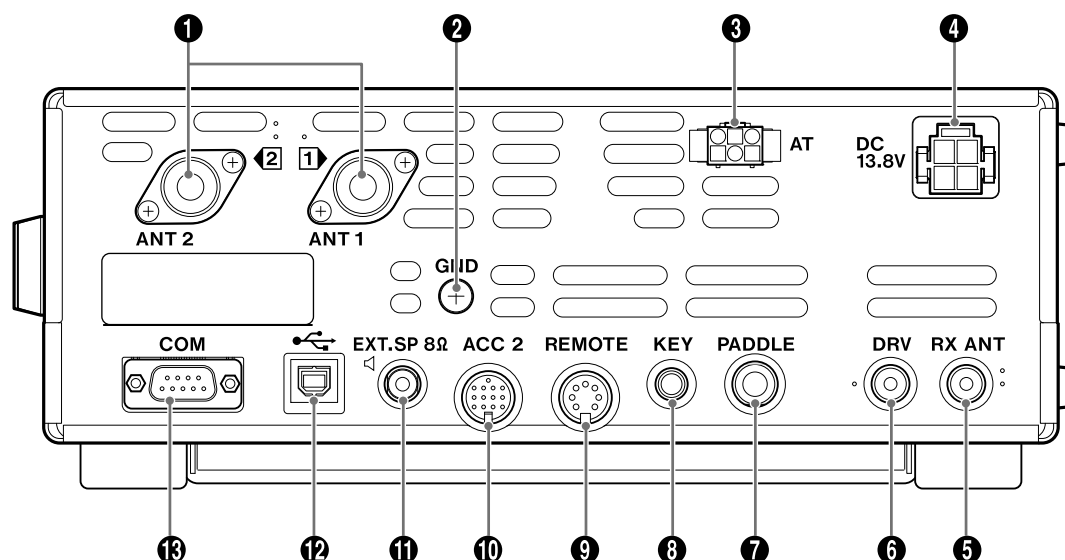 1 2 3 4
AT
DC
13.8V
2 1
ANT 2 ANT 1
GND
COM EXT.SP 8Ω ACC 2 REMOTE KEY PADDLE DRV RX ANT
13 12 11 10 9 8 7 6 5